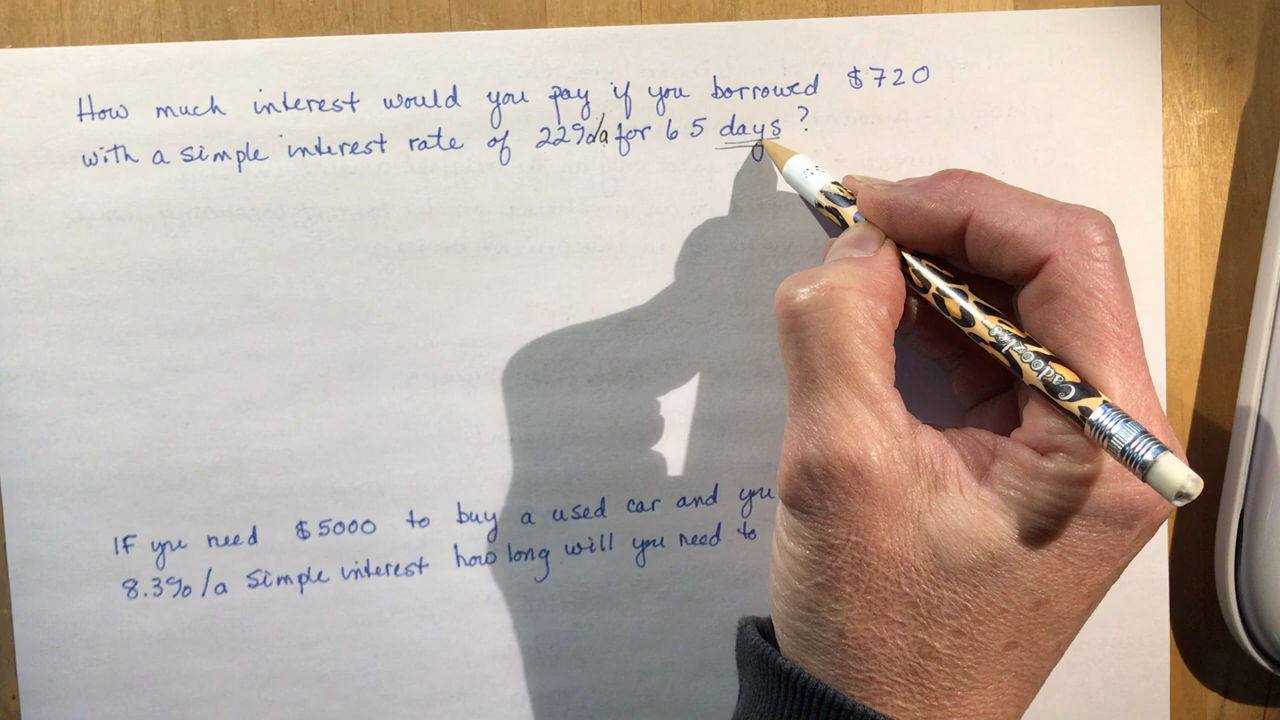 How much interest would you pay if you borrowed $720
with a simple interest rate of 22%/a for 65 days?
IF you need $5000 to buy a used car and you
8.3%/a simple interest how long will you need to
Cadoozles